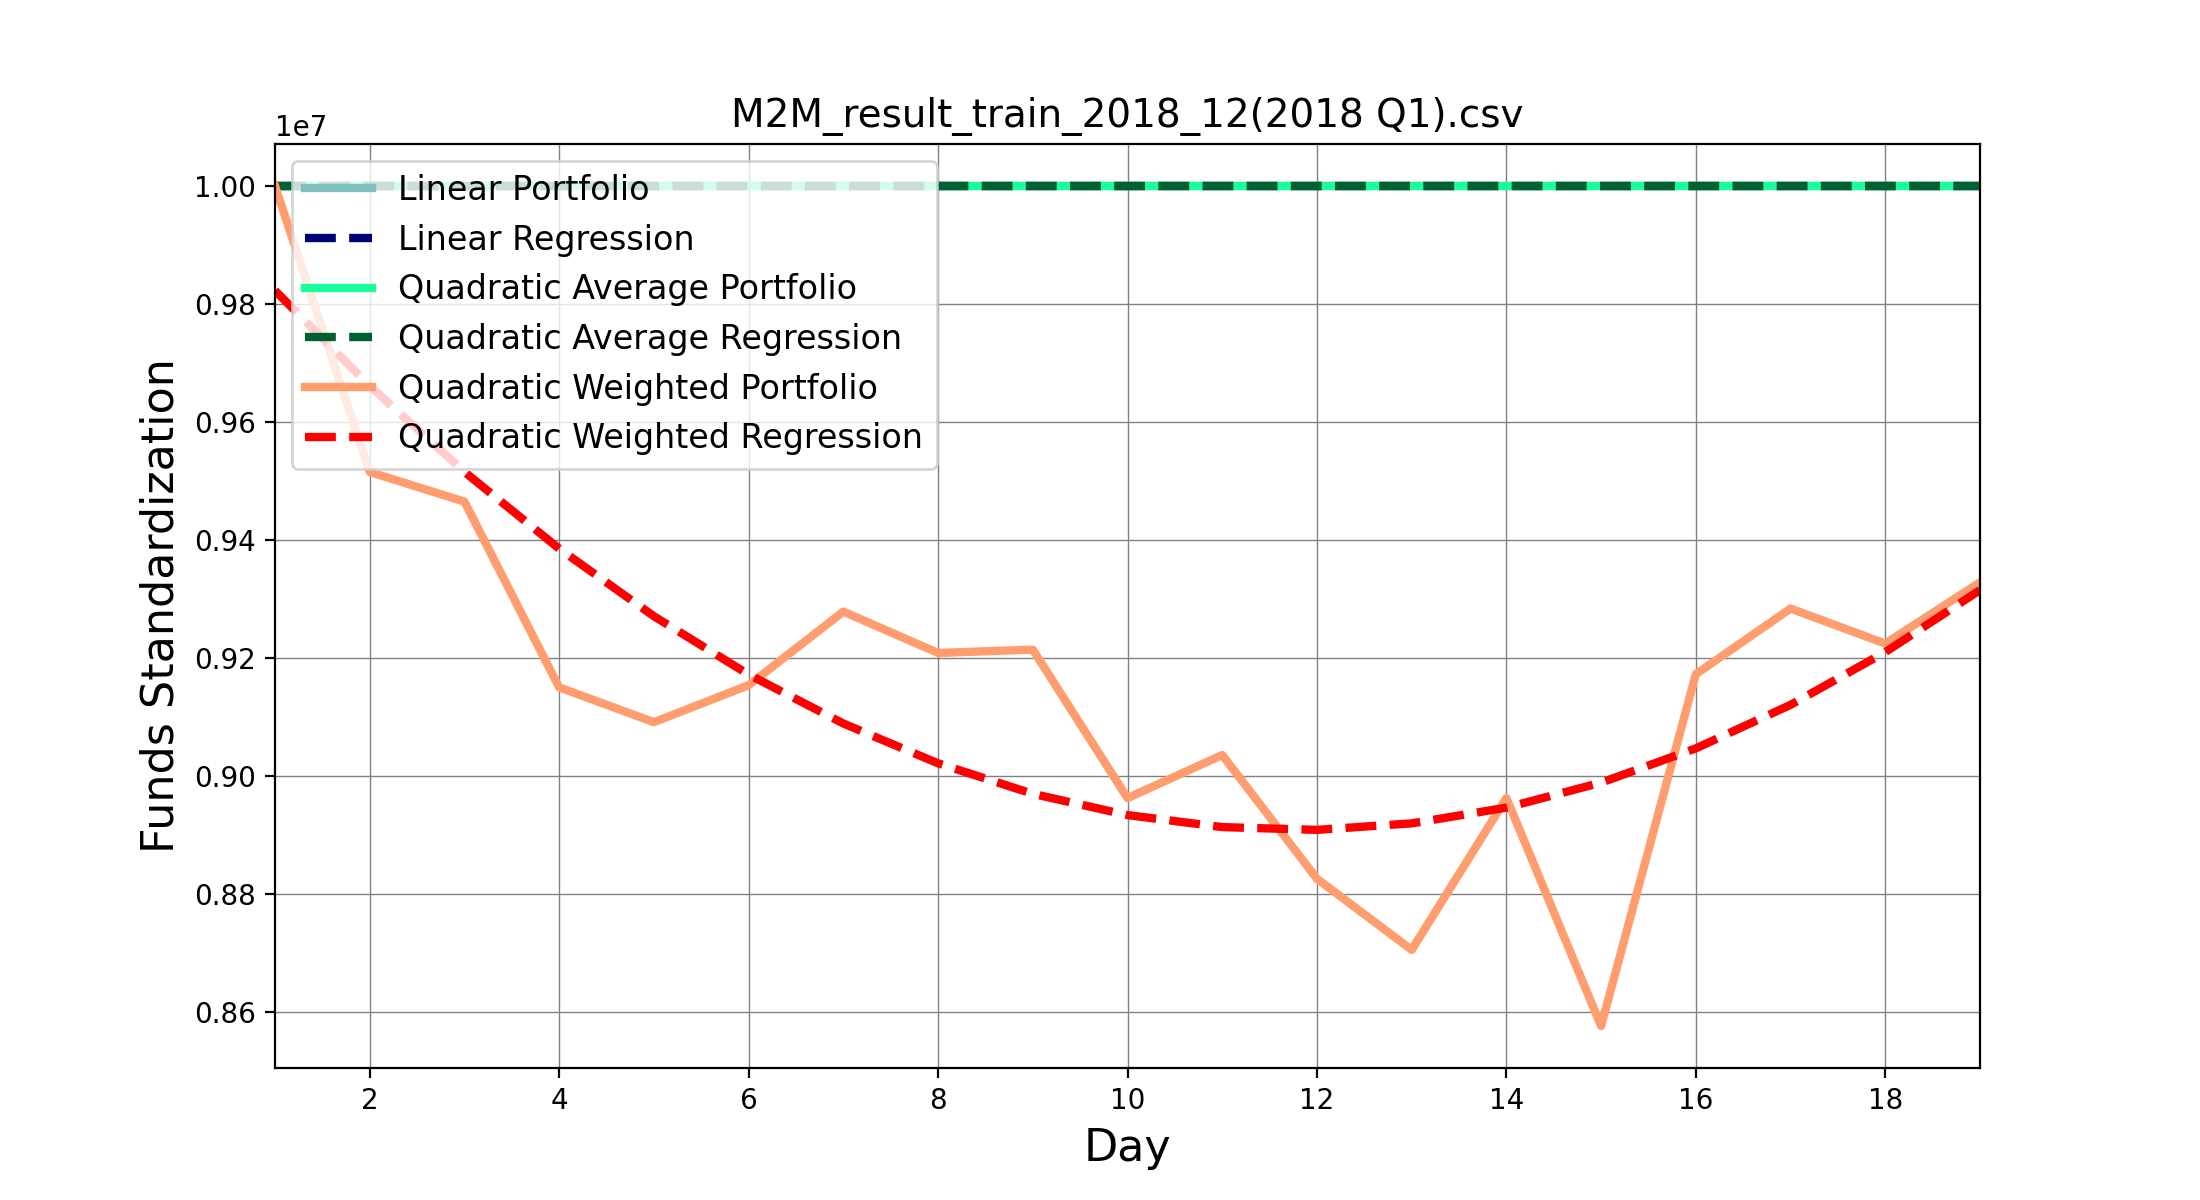 M2M_result_train_2018_12(2018 Q1).csv
1e7
1.00
0.98
0.96
0.94
0.92
0.90
0.88
0.86
Funds Standardization
Linear Portfolio
Linear Regression
Quadratic Average Portfolio
Quadratic Average Regression
Quadratic Weighted Portfolio
Quadratic Weighted Regression
2 4 6 8 10 12 14 16 18
Day